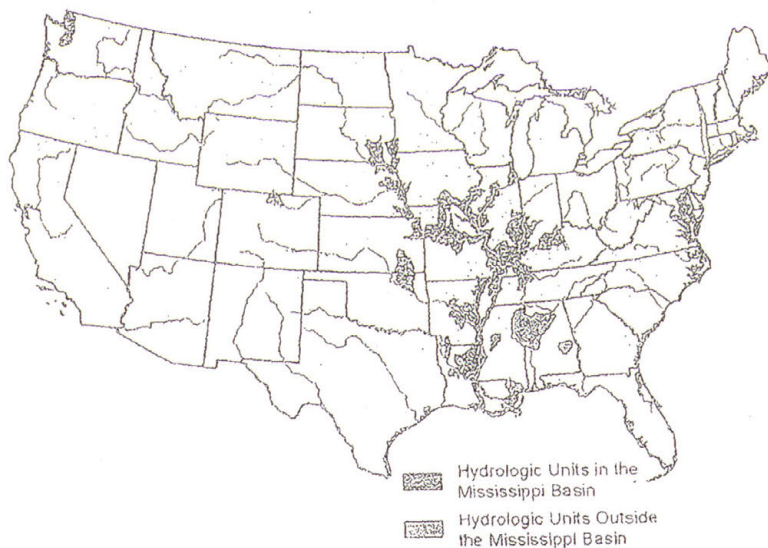 Hydrologic Units in the
Mississippi Basin
Hydrologic Units Outside
the Mississippi Basin